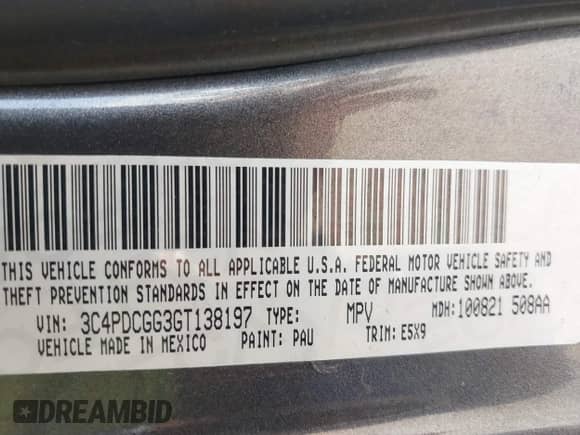 THIS VEHICLE CONFORMS TO ALL APPLICABLE U.S.A. FEDERAL MOTOR VEHICLE SAFETY AND
THEFT PREVENTION STANDARDS IN EFFECT ON THE DATE OF MANUFACTURE SHOWN ABOVE.
VIN: 3C4PDCGG3GT138197 TYPE: MPV MDH:100821 508AA
VEHICLE MADE IN MEXICO PAINT: PAU TRIM: E5X9
DREAMBID